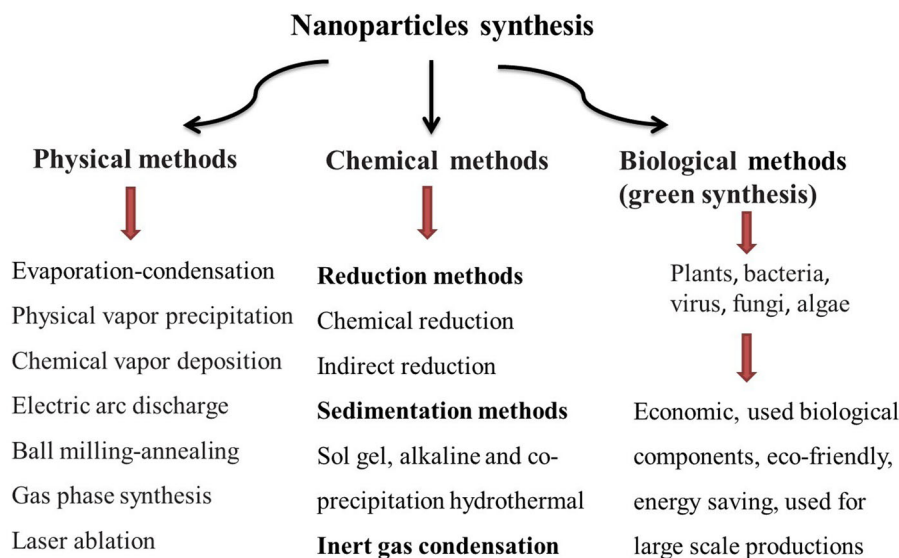 Nanoparticles synthesis
Physical methods
Evaporation-condensation
Physical vapor precipitation
Chemical vapor deposition
Electric arc discharge
Ball milling-annealing
Gas phase synthesis
Laser ablation
Chemical methods
Reduction methods
Chemical reduction
Indirect reduction
Sedimentation methods
Sol gel, alkaline and co-
precipitation hydrothermal
Inert gas condensation
Biological methods
(green synthesis)
Plants, bacteria,
virus, fungi, algae
Economic, used biological
components, eco-friendly,
energy saving, used for
large scale productions